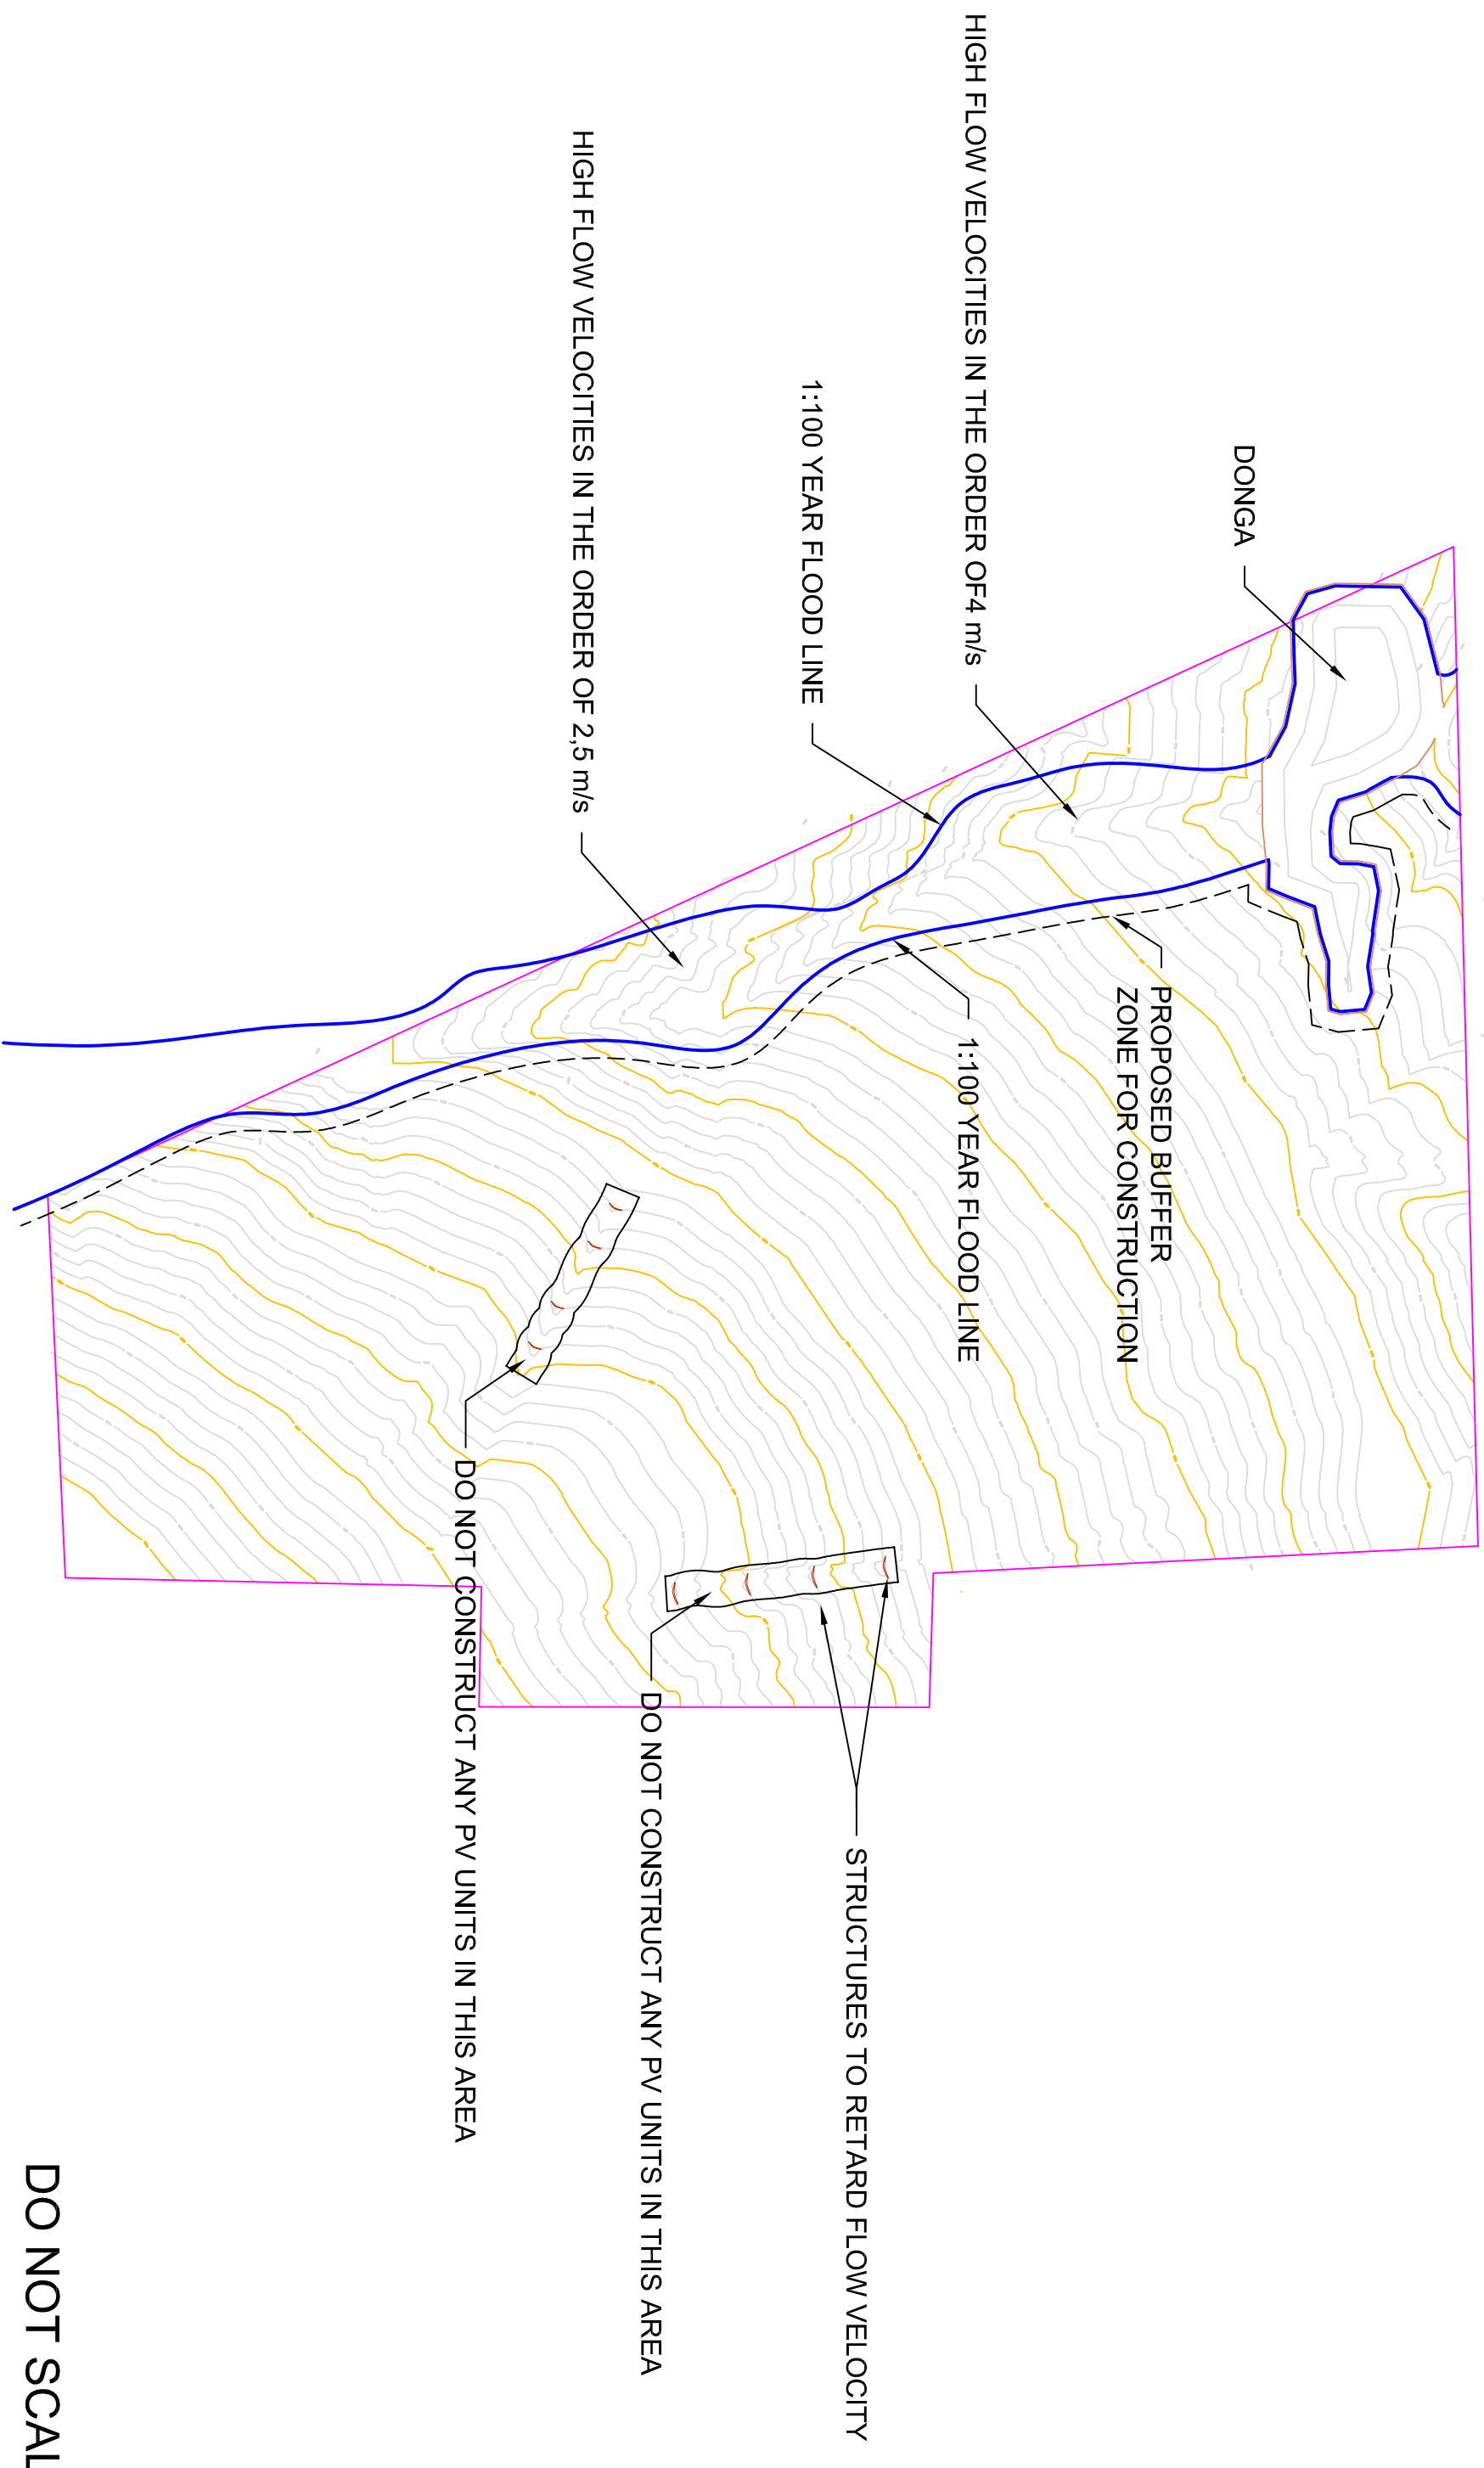 DONGA
HIGH FLOW VELOCITIES IN THE ORDER OF4 m/s
1:100 YEAR FLOOD LINE
HIGH FLOW VELOCITIES IN THE ORDER OF 2,5 m/s
PROPOSED BUFFER
ZONE FOR CONSTRUCTION
1:100 YEAR FLOOD LINE
STRUCTURES TO RETARD FLOW VELOCITY
DO NOT CONSTRUCT ANY PV UNITS IN THIS AREA
DO NOT CONSTRUCT ANY PV UNITS IN THIS AREA
DO NOT SCAL